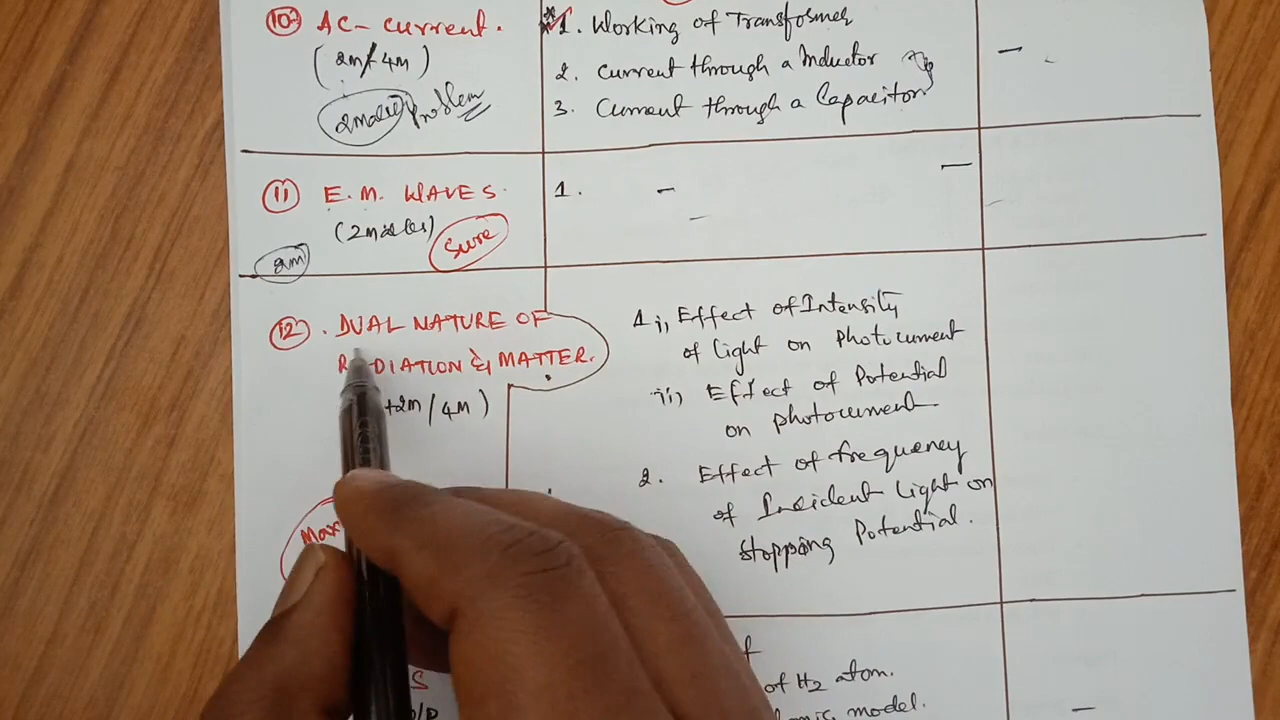 10 AC-current.
(2m/4M)
2marks problem
1. Working of Transformer
2. Current through a Inductor
3. Current through a Capacitor
11 E.M. WAVES.
(2marks)
Sure
2m
1. -
12. DUAL NATURE OF
RADIATION & MATTER.
+2m/4M)
Max
1 i, Effect of Intensity
of light on photocurrent
ii, Effect of Potential
on photocurrent
2. Effect of frequency
of Incident light on
stopping Potential.
of H2 atom.
model.